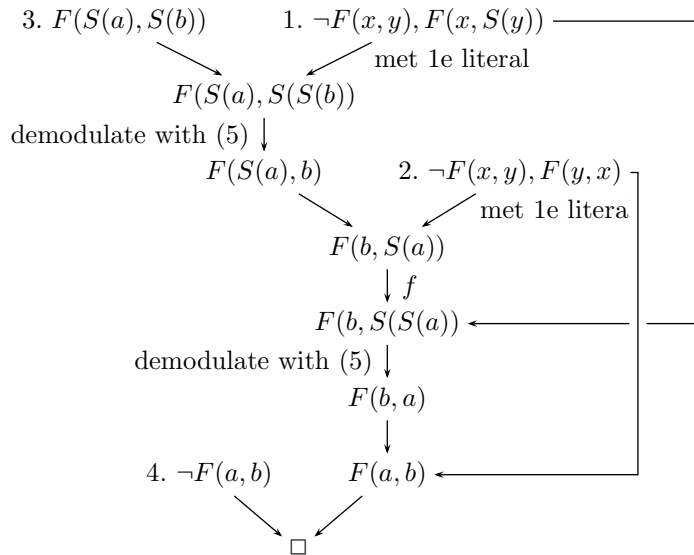 3. F(S(a), S(b))    1. ¬F(x, y), F(x, S(y))
met 1e literal
F(S(a), S(S(b))
demodulate with (5)
F(S(a), b)    2. ¬F(x, y), F(y, x)
met 1e litera
F(b, S(a))
f
F(b, S(S(a))
demodulate with (5)
F(b, a)
4. ¬F(a, b)    F(a, b)
□